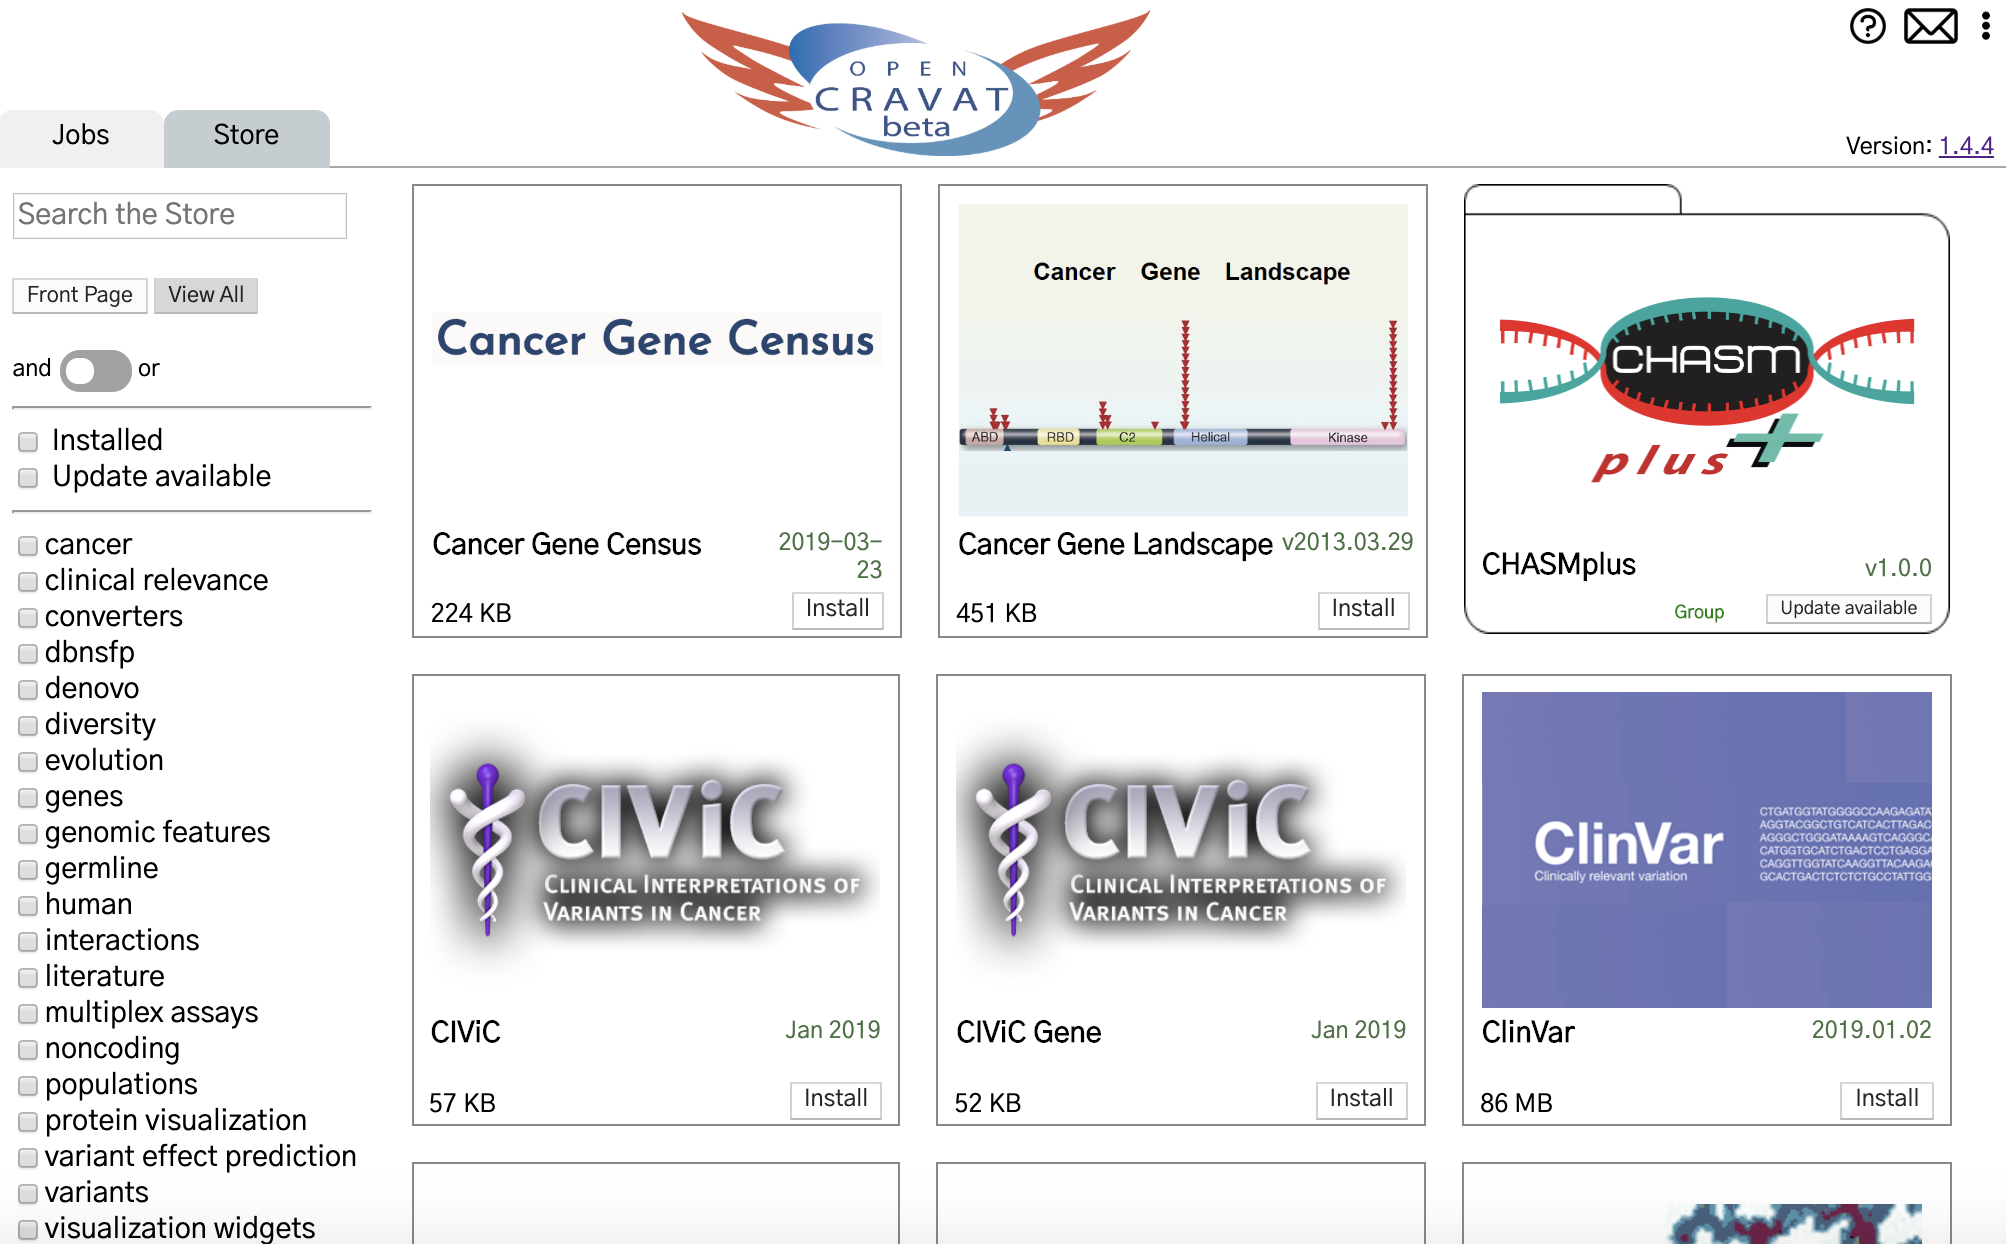 OPEN
CRAVAT
beta
Jobs
Store
Version: 1.4.4
Search the Store
Front Page
View All
and
or
Installed
Update available
cancer
clinical relevance
converters
dbnsfp
denovo
diversity
evolution
genes
genomic features
germline
human
interactions
literature
multiplex assays
noncoding
populations
protein visualization
variant effect prediction
variants
visualization widgets
Cancer Gene Census
Cancer Gene Census
2019-03-
23
224 KB
Install
Cancer Gene Landscape
ABD
RBD
C2
Helical
Kinase
Cancer Gene Landscape
v2013.03.29
451 KB
Install
CHASM
plus
CHASMplus
v1.0.0
Group
Update available
CIViC
CLINICAL INTERPRETATIONS OF
VARIANTS IN CANCER
CIViC
Jan 2019
57 KB
Install
CIViC
CLINICAL INTERPRETATIONS OF
VARIANTS IN CANCER
CIViC Gene
Jan 2019
52 KB
Install
ClinVar
Clinically relevant variation
CTGATGGTATGGGGCCAAGAGATA
AGGTACGGCTGTCATCACTTAGAC
AGGGCTGGGATAAAAGTCAGGGC
CATGGTGCATCTGACTCCTGAGGA
CAGGTTGGTATCAAGGTTACAAGA
GCACTGACTCTCTCTGCCTATTGG
ClinVar
2019.01.02
86 MB
Install